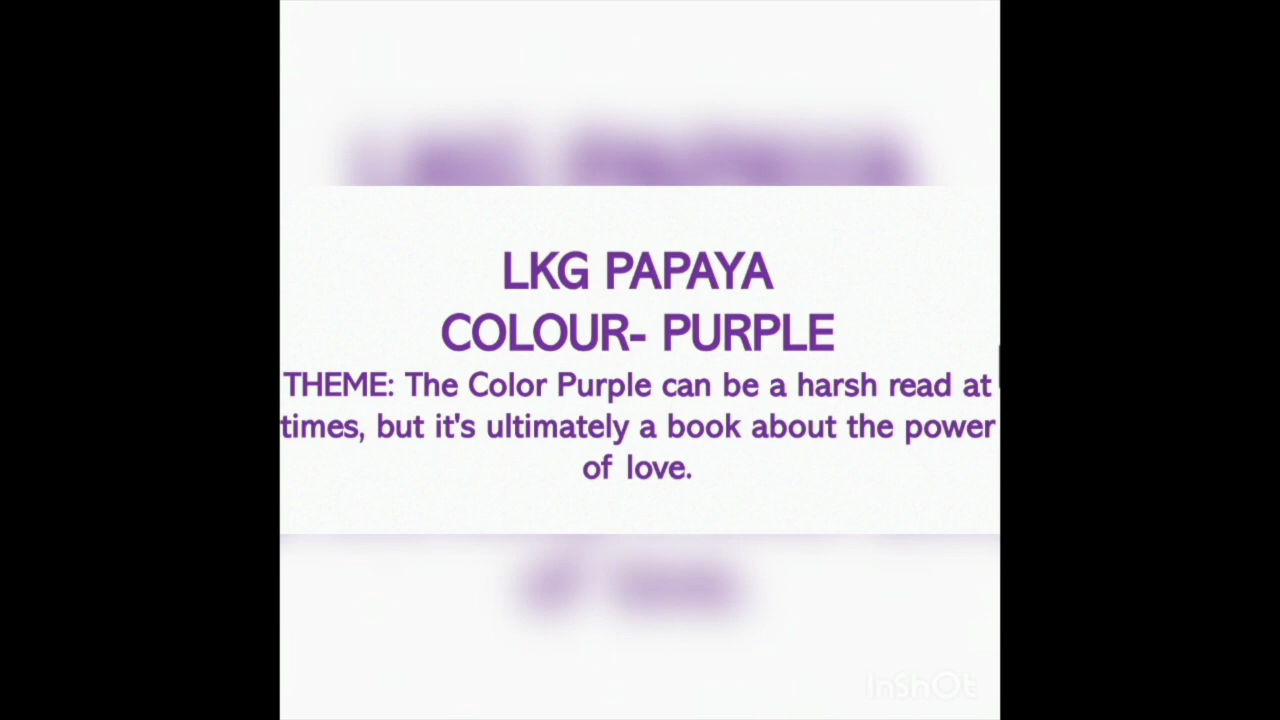 LKG PAPAYA
COLOUR- PURPLE
THEME: The Color Purple can be a harsh read at
times, but it's ultimately a book about the power
of love.
InShOt